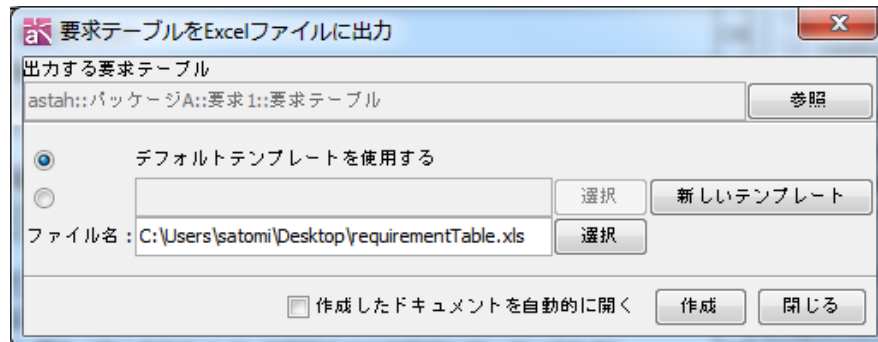 要求テーブルをExcelファイルに出力
出力する要求テーブル
astah::パッケージA::要求1::要求テーブル 参照
デフォルトテンプレートを使用する
選択 新しいテンプレート
ファイル名: C:\Users\satomi\Desktop\requirementTable.xls 選択
作成したドキュメントを自動的に開く 作成 閉じる